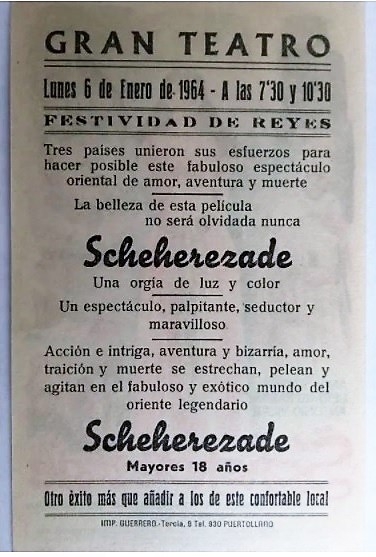 GRAN TEATRO
Lunes 6 de Enero de 1964 - A las 7'30 y 10'30
FESTIVIDAD DE REYES
Tres países unieron sus esfuerzos para
hacer posible este fabuloso espectáculo
oriental de amor, aventura y muerte
La belleza de esta película
no será olvidada nunca
Scheherezade
Una orgía de luz y color
Un espectáculo, palpitante, seductor y
maravilloso
Acción e intriga, aventura y bizarría, amor,
traición y muerte se estrechan, pelean y
agitan en el fabuloso y exòtico mundo del
oriente legendario
Scheherezade
Mayores 18 años
Otro èxito más que añadir a los de este confortable local
IMP. GUERRERO.-Tercia, 9 Tel. 830 PUERTOLLANO